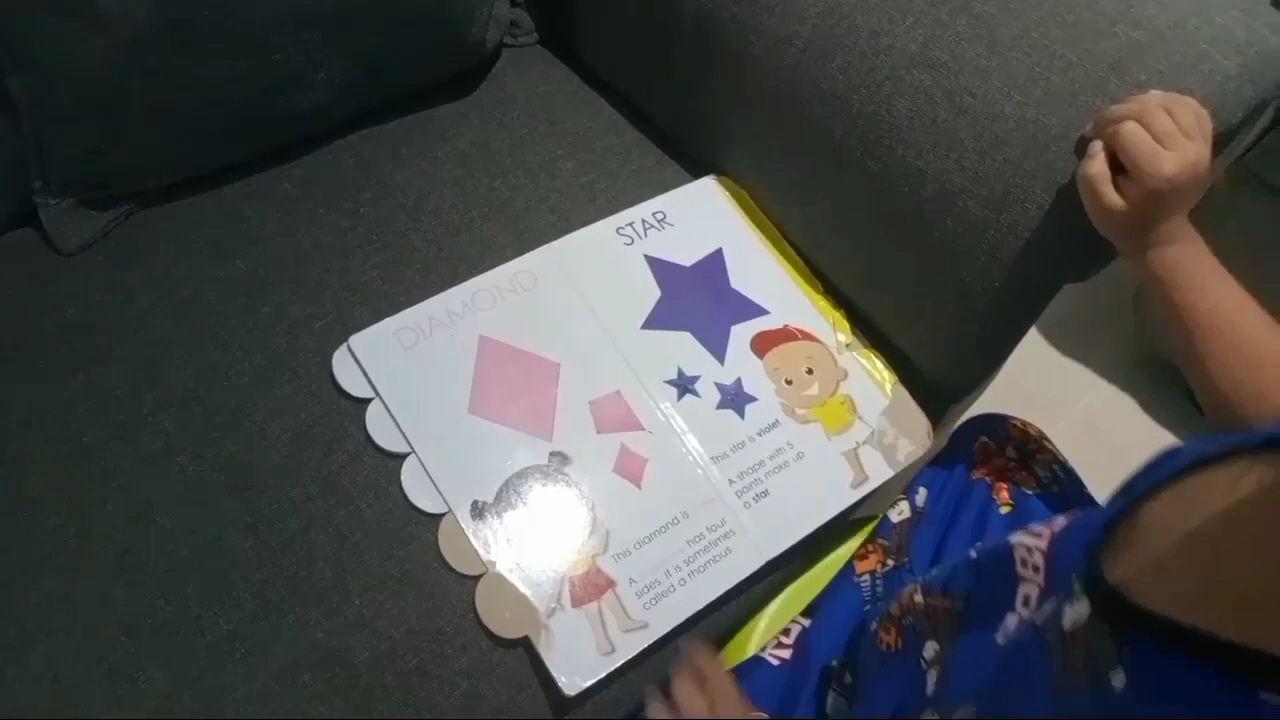 DIAMOND
This diamond is
A has four
sides. It is sometimes
called a rhombus
STAR
This star is violet
A shape with 5
points make up
a star